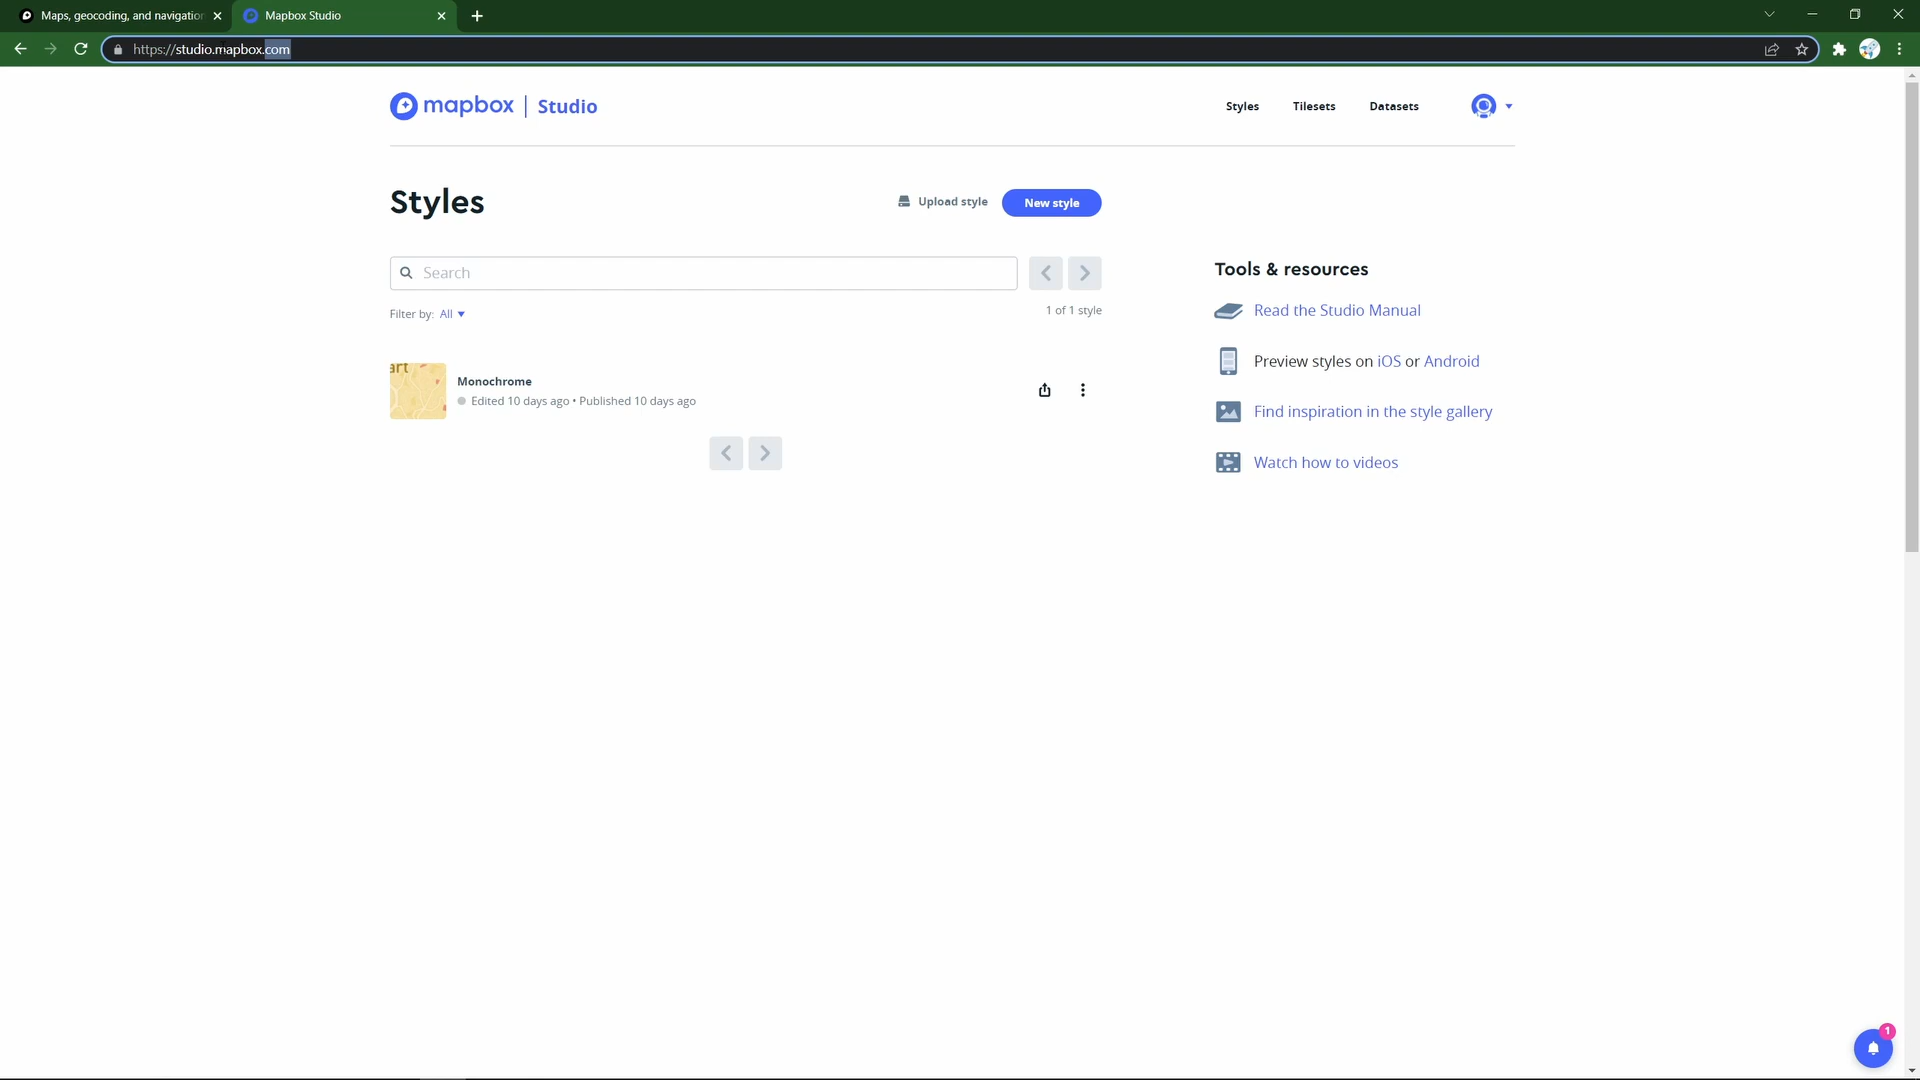 Maps, geocoding, and navigation
Mapbox Studio
https://studio.mapbox.com
mapbox | Studio
Styles
Tilesets
Datasets
Styles
Upload style
New style
Search
Filter by: All
1 of 1 style
art
Monochrome
Edited 10 days ago • Published 10 days ago
Tools & resources
Read the Studio Manual
Preview styles on iOS or Android
Find inspiration in the style gallery
Watch how to videos
1